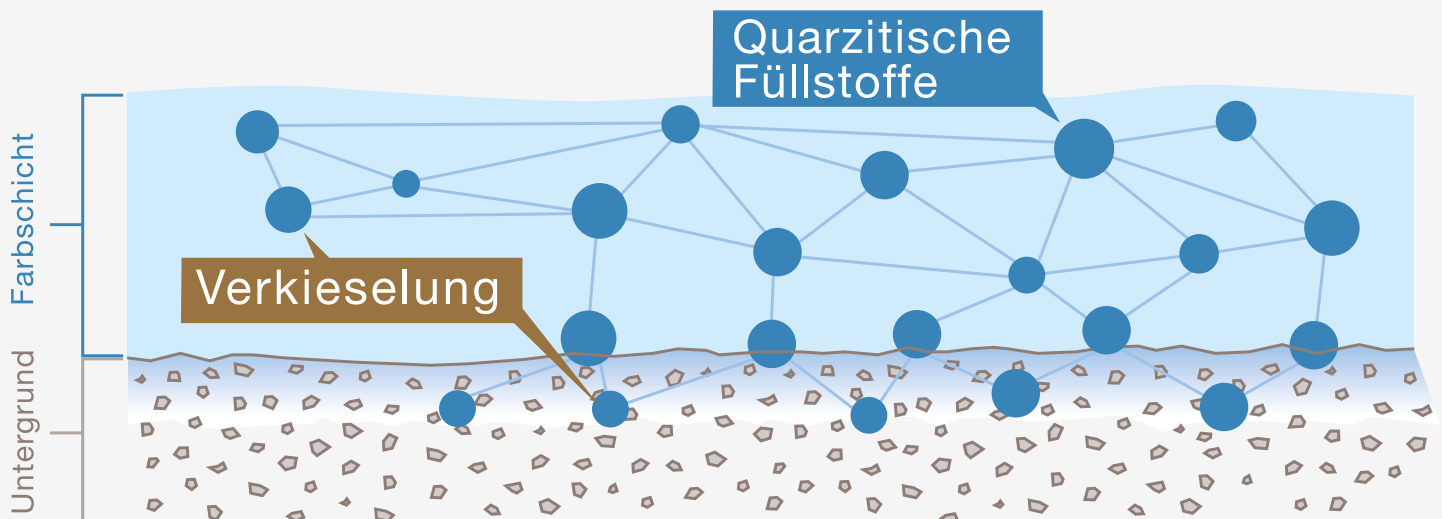 Quarzitische
Füllstoffe
Farbschicht
Verkieselung
Untergrund